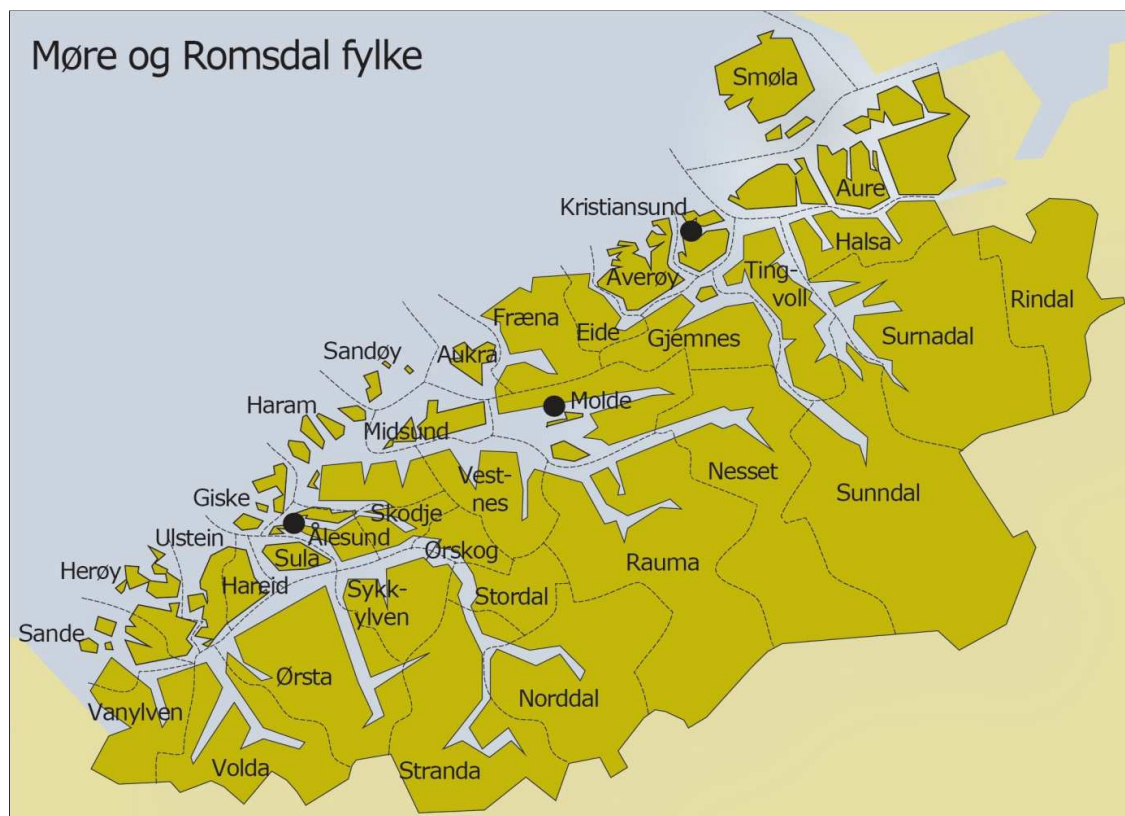 Møre og Romsdal fylke
Smøla
Aure
Kristiansund
Halsa
Averøy
Ting-
voll
Rindal
Fræna
Eide
Gjemnes
Surnadal
Sandøy
Aukra
Haram
Molde
Midsund
Vest-
nes
Nesset
Sunndal
Giske
Skodje
Ulstein
Ålesund
Sula
Ørskog
Rauma
Herøy
Hareid
Sykk-
ylven
Stordal
Sande
Ørsta
Norddal
Vanylven
Volda
Stranda